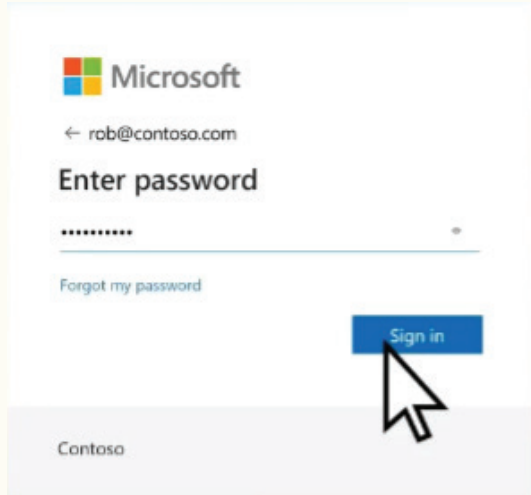 Microsoft
← rob@contoso.com
Enter password
••••••••••
Forgot my password
Sign in
Contoso